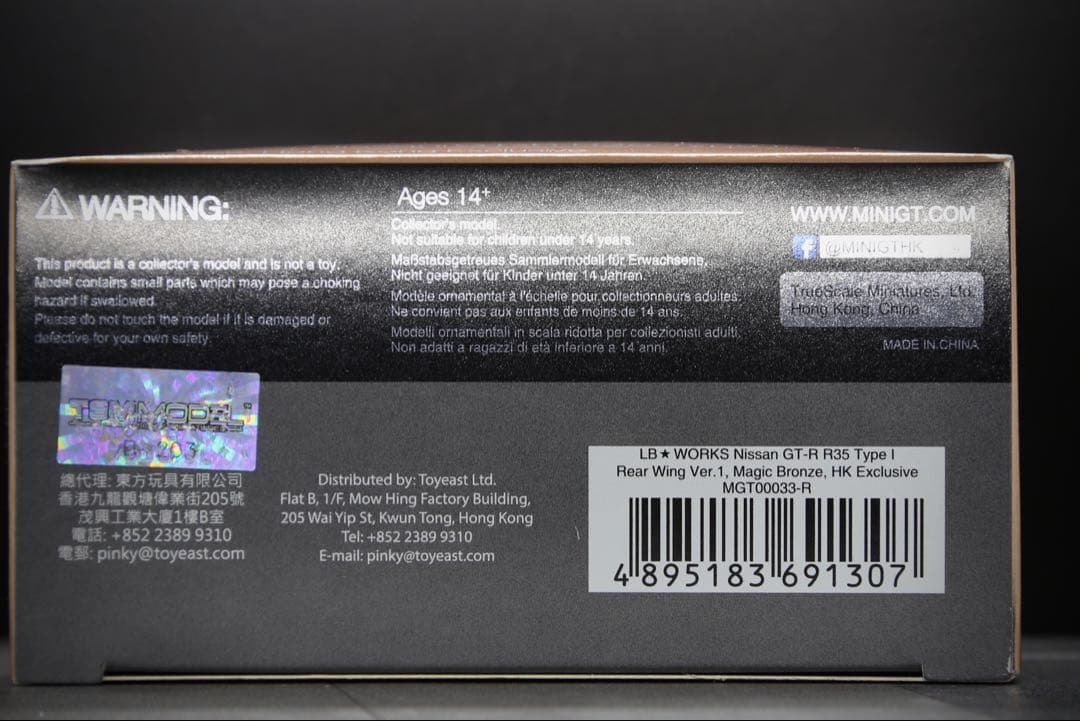 WARNING:
This product is a collector's model and is not a toy.
Model contains small parts which may pose a choking
hazard if swallowed.
Please do not touch the model if it is damaged or
defective for your own safety.
Ages 14+
Collector's model.
Not suitable for children under 14 years.
Maßstabsgetreues Sammlermodell für Erwachsene,
Nicht geeignet für Kinder unter 14 Jahren.
Modèle ornamental à l'échelle pour collectionneurs adultes.
Ne convient pas aux enfants de moins de 14 ans.
Modelli ornamentali in scala ridotta per collezionisti adulti,
Non adatti a ragazzi di età inferiore a 14 anni.
WWW.MINIGT.COM
f @MINIGTHK
TrueScale Miniatures, Ltd.
Hong Kong, China
MADE IN CHINA
TSM MODEL
總代理: 東方玩具有限公司
香港九龍觀塘偉業街205號
茂興工業大廈1樓B室
電話: +852 2389 9310
電郵: pinky@toyeast.com
Distributed by: Toyeast Ltd.
Flat B, 1/F, Mow Hing Factory Building,
205 Wai Yip St, Kwun Tong, Hong Kong
Tel: +852 2389 9310
E-mail: pinky@toyeast.com
LB★WORKS Nissan GT-R R35 Type I
Rear Wing Ver.1, Magic Bronze, HK Exclusive
MGT00033-R
4 895183 691307